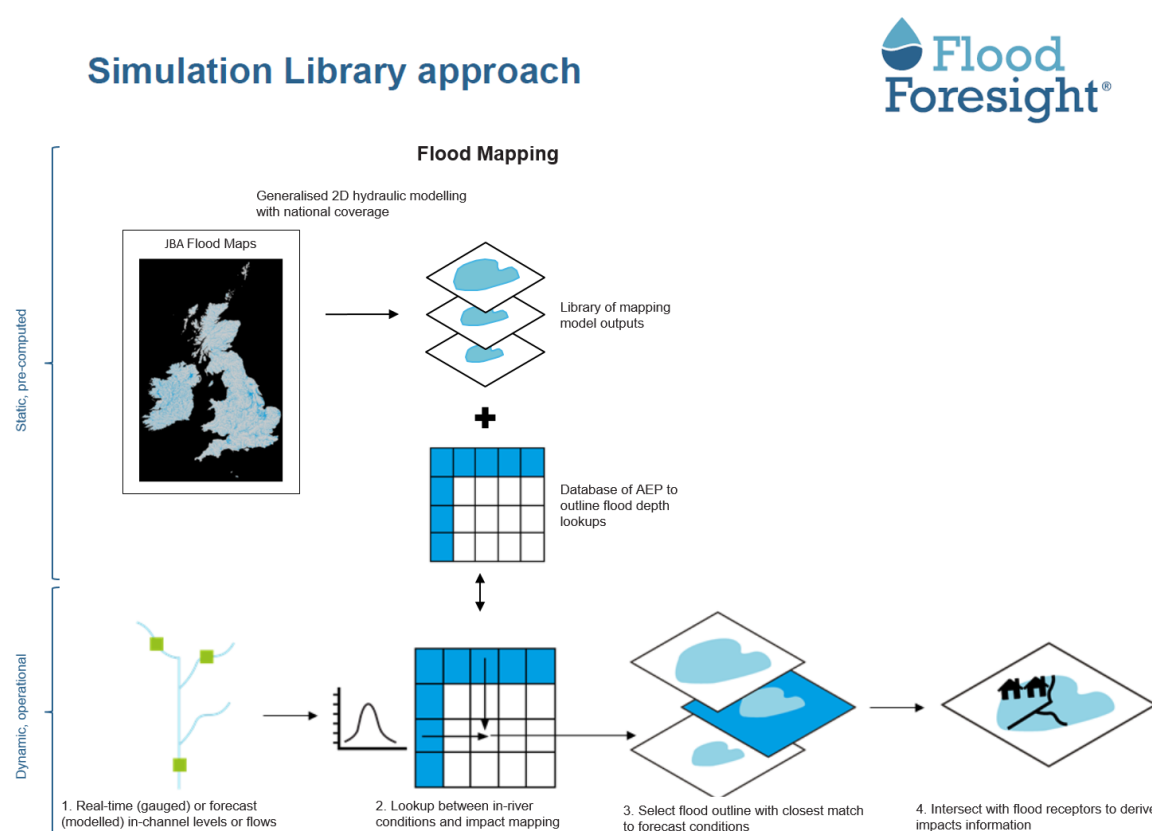 Simulation Library approach
Flood
Foresight®
Flood Mapping
Generalised 2D hydraulic modelling
with national coverage
JBA Flood Maps
Library of mapping
model outputs
Static, pre-computed
Database of AEP to
outline flood depth
lookups
Dynamic, operational
1. Real-time (gauged) or forecast
(modelled) in-channel levels or flows
2. Lookup between in-river
conditions and impact mapping
3. Select flood outline with closest match
to forecast conditions
4. Intersect with flood receptors to derive
impacts information